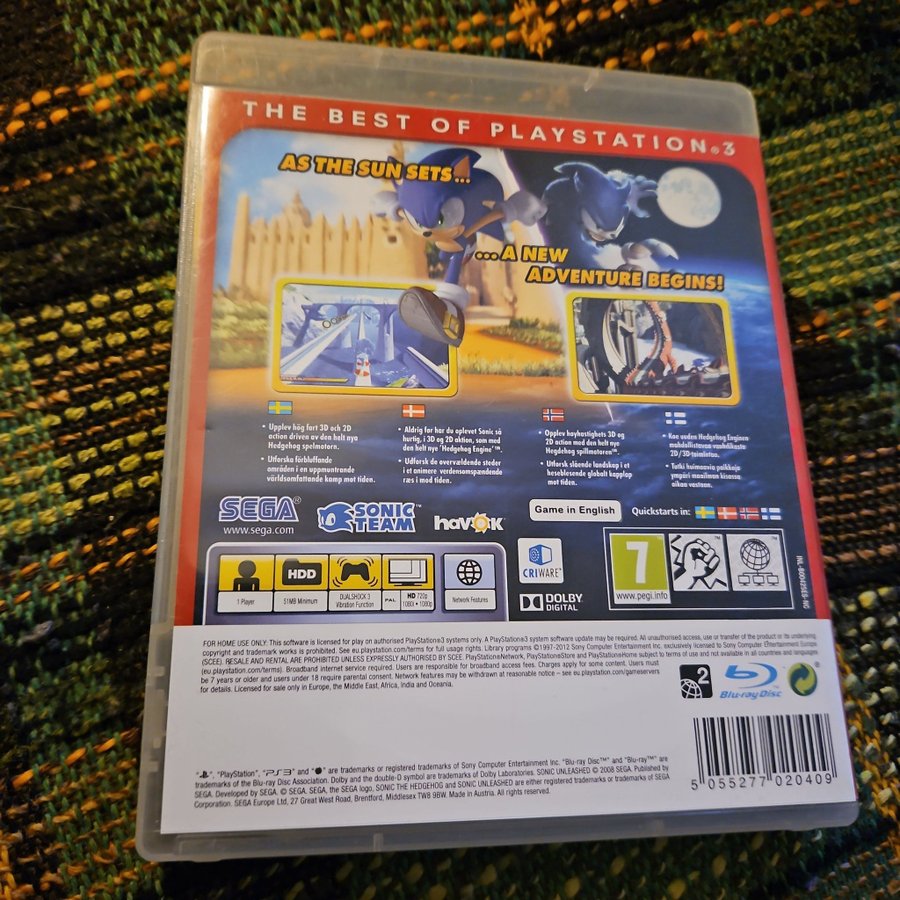 THE BEST OF PLAYSTATION®3
AS THE SUN SETS...
...A NEW
ADVENTURE BEGINS!
• Upplev hög fart 3D och 2D
action driven av den helt nya
Hedgehog spelmotorn.
• Utforska förbluffande
områden i en uppmuntrande
världsomfattande kamp mot tiden.
• Aldrig før har du oplevet Sonic så
hurtig, i 3D og 2D aktion, som med
den helt nye 'Hedgehog Engine'™.
• Udforsk de overvældende steder
i et animere verdensomspændende
ræs i mod tiden.
• Opplev høyhastighets 3D og
2D action med den helt nye
Hegdehog spillmotoren™.
• Utforsk slående landskap i et
heseblesende globalt kappløp
mot tiden.
• Koe uuden Hedgehog Enginen
mahdollistavan vauhdikasta
2D/3D-toimintaa.
• Tutki huimaavia paikkoja
ympäri maailman kisassa
aikaa vastaan.
SEGA®
www.sega.com
SONIC
TEAM
havok
Game in English
Quickstarts in:
1 Player
HDD
51MB Minimum
DUALSHOCK 3
Vibration Function
PAL
HD 720p
1080i • 1080p
Network Features
CRIWARE™
DOLBY
DIGITAL
7
www.pegi.info
FOR HOME USE ONLY: This software is licensed for play on authorised PlayStation®3 systems only. A PlayStation®3 system software update may be required. All unauthorised access, use or transfer of the product or its underlying
copyright and trademark works is prohibited. See eu.playstation.com/terms for full usage rights. Library programs ©1997-2012 Sony Computer Entertainment Inc. exclusively licensed to Sony Computer Entertainment Europe
(SCEE). RESALE AND RENTAL ARE PROHIBITED UNLESS EXPRESSLY AUTHORISED BY SCEE. PlayStation®Network, PlayStation®Store and PlayStation®Home subject to terms of use and not available in all countries and languages
(eu.playstation.com/terms). Broadband internet service required. Users are responsible for broadband access fees. Charges apply for some content. Users must
be 7 years or older and users under 18 require parental consent. Network features may be withdrawn at reasonable notice – see eu.playstation.com/gameservers
for details. Licensed for sale only in Europe, the Middle East, Africa, India and Oceania.
2
Blu-ray Disc
"PlayStation", "PS3" and are trademarks or registered trademarks of Sony Computer Entertainment Inc. "Blu-ray Disc™" and "Blu-ray™" are
trademarks of the Blu-ray Disc Association. Dolby and the double-D symbol are trademarks of Dolby Laboratories. SONIC UNLEASHED © 2008 SEGA. Published by
SEGA. Developed by SEGA. © SEGA. SEGA, the SEGA logo, SONIC THE HEDGEHOG and SONIC UNLEASHED are either registered trademarks or trademarks of SEGA
Corporation. SEGA Europe Ltd, 27 Great West Road, Brentford, Middlesex TW8 9BW. Made in Austria. All rights reserved.
5 055277 020409